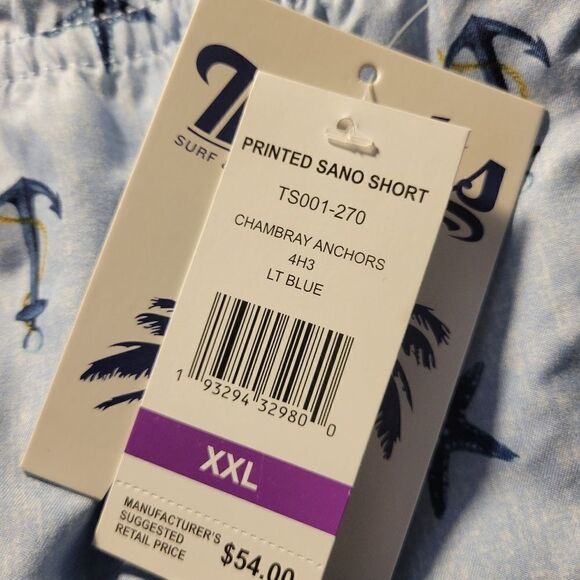 SURF
PRINTED SANO SHORT
TS001-270
CHAMBRAY ANCHORS
4H3
LT BLUE
1 93294 32980 0
XXL
MANUFACTURER'S
SUGGESTED
RETAIL PRICE
$54.00